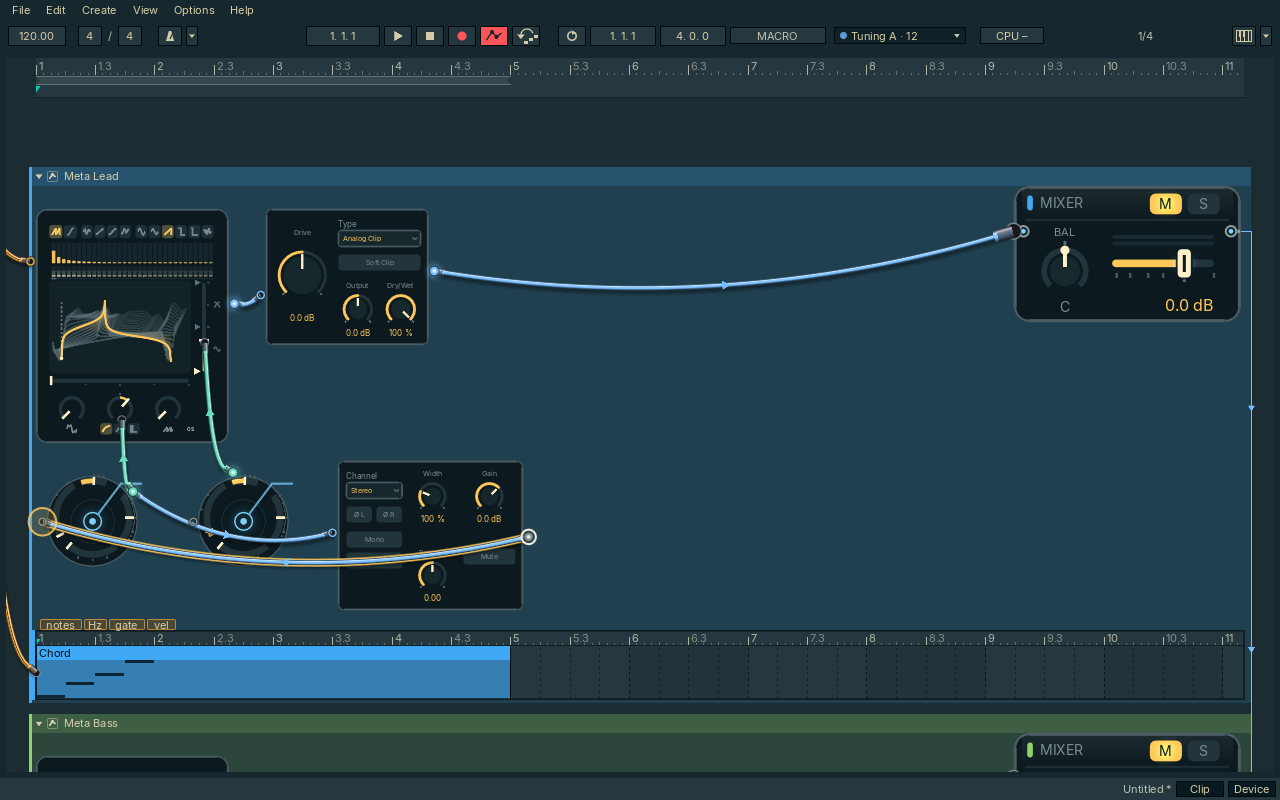 File Edit Create View Options Help
120.00 4 / 4 1. 1. 1 1. 1. 1 4. 0. 0 MACRO Tuning A · 12 CPU – 1/4
1 1.3 2 2.3 3 3.3 4 4.3 5 5.3 6 6.3 7 7.3 8 8.3 9 9.3 10 10.3 11
Meta Lead
MIXER M S
BAL
C 0.0 dB
Drive
0.0 dB
Type
Analog Clip
Soft Clip
Output Dry/Wet
0.0 dB 100 %
os
Channel
Stereo
Ø L Ø R
Mono
Width Gain
100 % 0.0 dB
Mute
0.00
notes Hz gate vel
1 1.3 2 2.3 3 3.3 4 4.3 5 5.3 6 6.3 7 7.3 8 8.3 9 9.3 10 10.3 11
Chord
Meta Bass
MIXER M S
Untitled * Clip Device